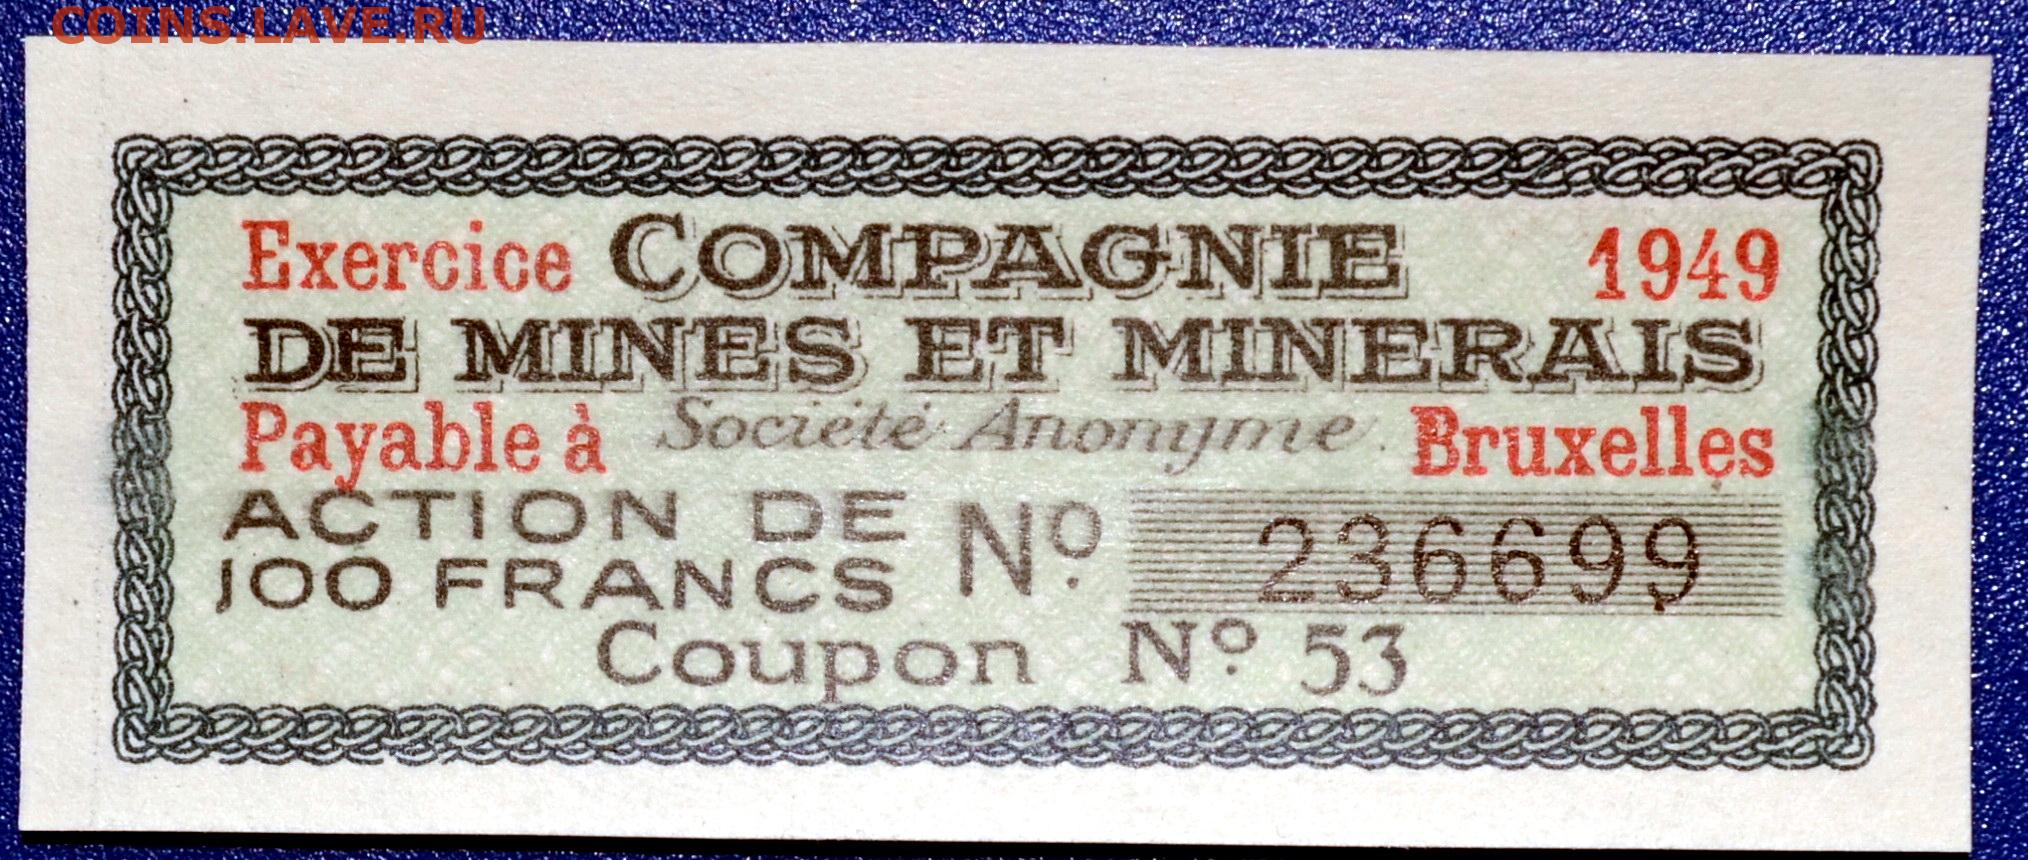 COINS.LAVE.RU
Exercice COMPAGNIE 1949
DE MINES ET MINERAIS
Payable à Société Anonyme Bruxelles
ACTION DE
100 FRANCS Nº. 236699
Coupon Nº. 53